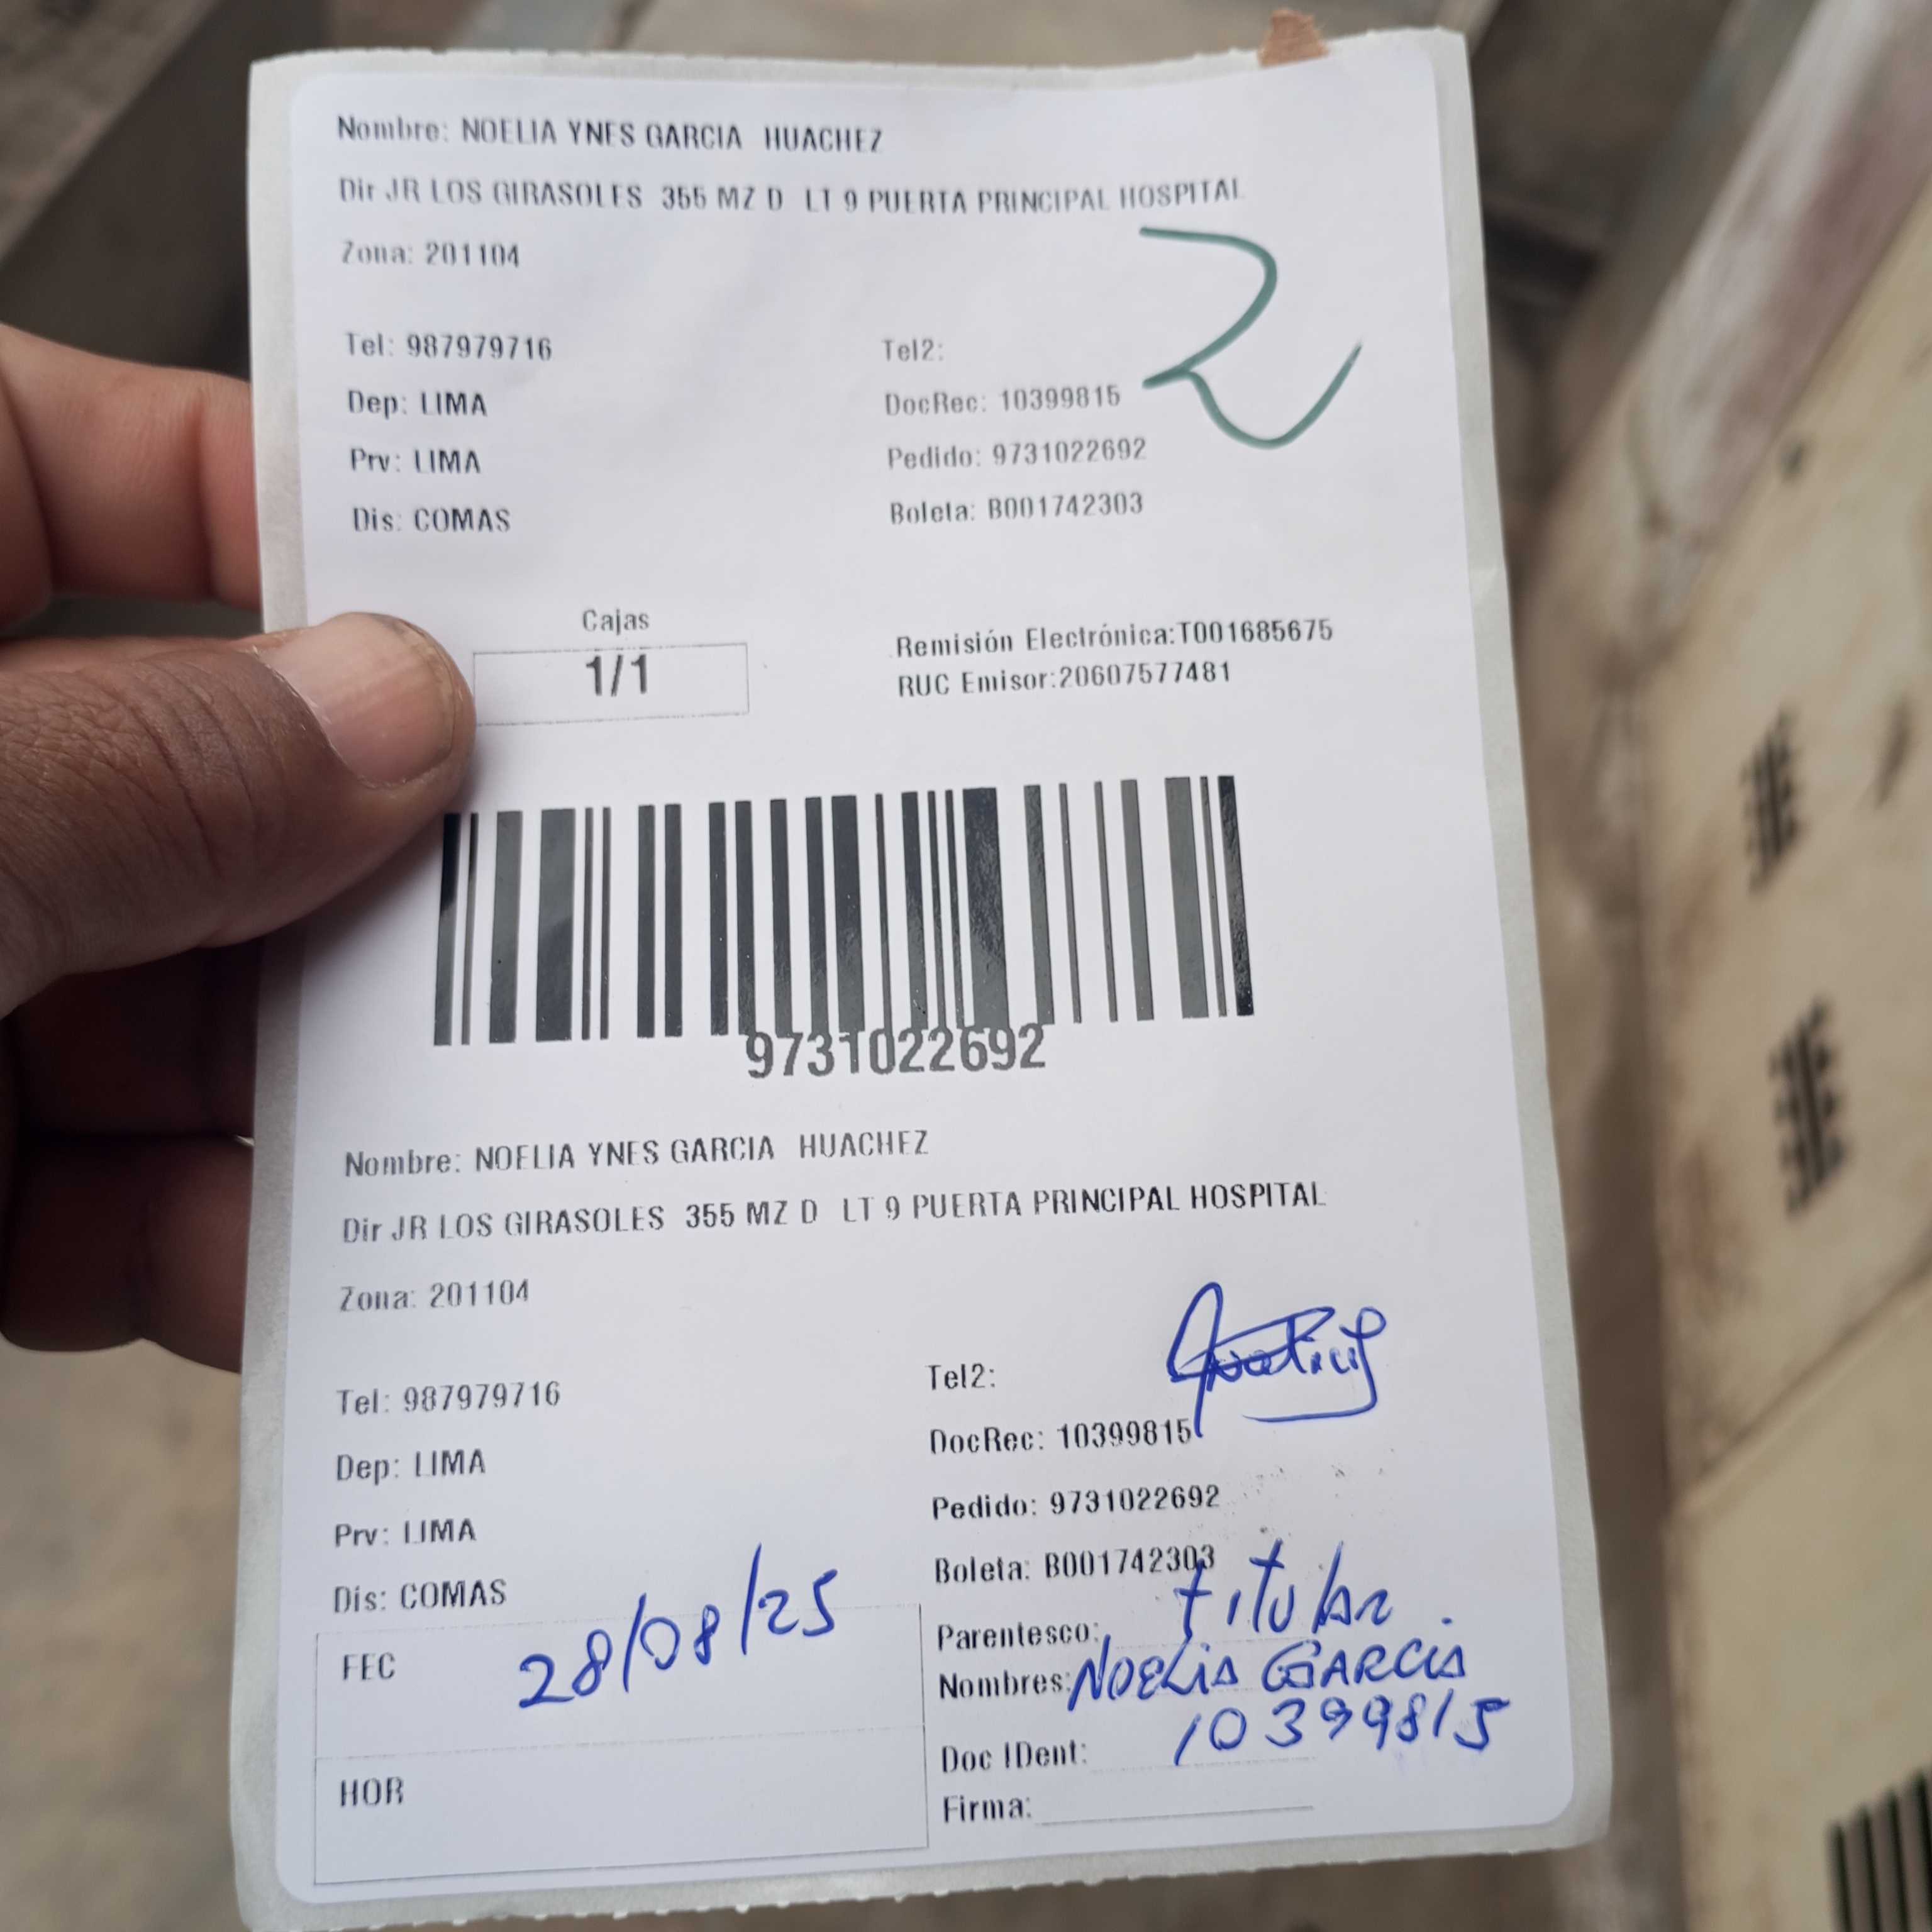 Nombre: NOELIA YNES GARCIA HUACHEZ
Dir JR LOS GIRASOLES 355 MZ D LT 9 PUERTA PRINCIPAL HOSPITAL
Zona: 201104
Tel: 987979716
Tel2:
Dep: LIMA
DocRec: 10399815
Prv: LIMA
Pedido: 9731022692
Dis: COMAS
Boleta: B001742303
Cajas
1/1
Remisión Electrónica:T001685675
RUC Emisor:20607577481
9731022692
Nombre: NOELIA YNES GARCIA HUACHEZ
Dir JR LOS GIRASOLES 355 MZ D LT 9 PUERTA PRINCIPAL HOSPITAL
Zona: 201104
Tel: 987979716
Tel2:
Dep: LIMA
DocRec: 10399815
Prv: LIMA
Pedido: 9731022692
Dis: COMAS
Boleta: B001742303
FEC 28/08/25
Parentesco: titular
Nombres: NOELIA GARCIA
Doc IDent: 10399815
HOR
Firma: